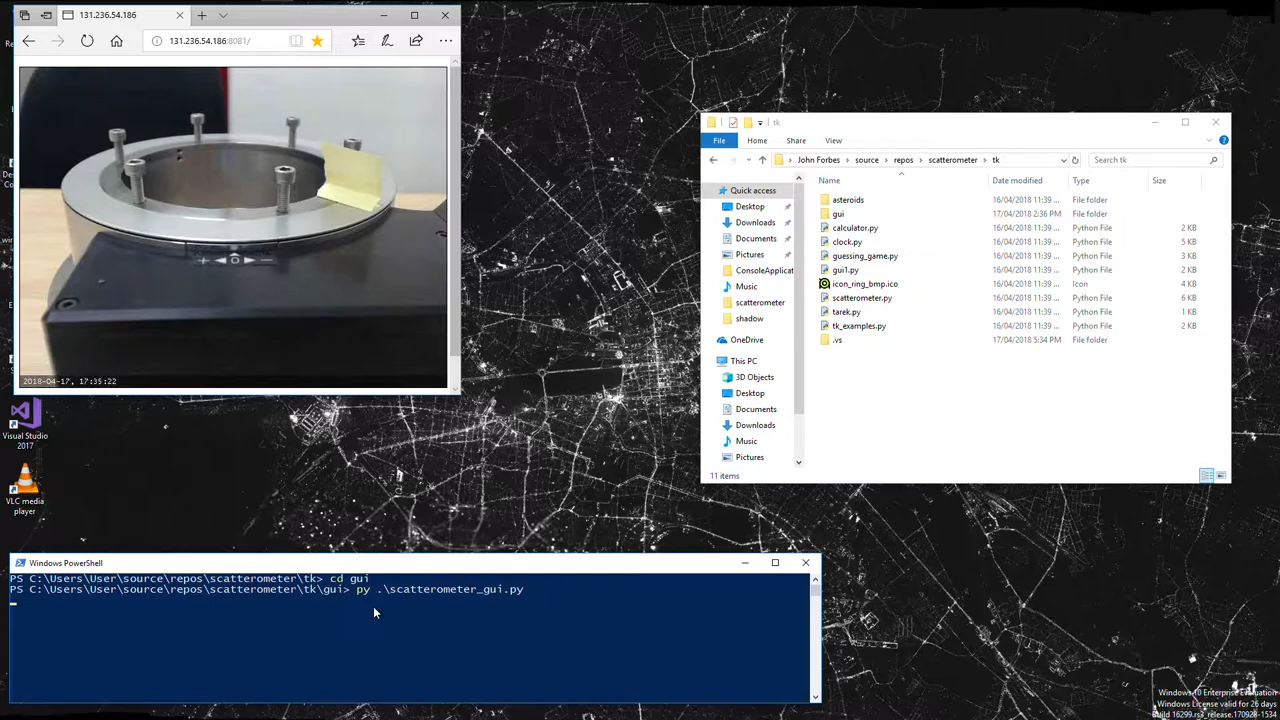 131.236.54.186
131.236.54.186:8081/
2018-04-17, 17:35:22
Visual Studio
2017
VLC media
player
tk
File
Home
Share
View
John Forbes
source
repos
scatterometer
tk
Search tk
Quick access
Desktop
Downloads
Documents
Pictures
ConsoleApplicat
Music
scatterometer
shadow
OneDrive
This PC
3D Objects
Desktop
Documents
Downloads
Music
Pictures
Name Date modified Type Size
asteroids 16/04/2018 11:39 ... File folder
gui 17/04/2018 2:36 PM File folder
calculator.py 16/04/2018 11:39 ... Python File 2 KB
clock.py 16/04/2018 11:39 ... Python File 5 KB
guessing_game.py 16/04/2018 11:39 ... Python File 3 KB
gui1.py 16/04/2018 11:39 ... Python File 2 KB
icon_ring_bmp.ico 16/04/2018 11:39 ... Icon 4 KB
scatterometer.py 16/04/2018 11:39 ... Python File 6 KB
tarek.py 16/04/2018 11:39 ... Python File 1 KB
tk_examples.py 16/04/2018 11:39 ... Python File 2 KB
.vs 17/04/2018 5:34 PM File folder
11 items
Windows PowerShell
PS C:\Users\User\source\repos\scatterometer\tk> cd gui
PS C:\Users\User\source\repos\scatterometer\tk\gui> py .\scatterometer_gui.py
Windows 10 Enterprise Evaluation
Windows License valid for 26 days
Build 16299.rs3_release.170928-1534